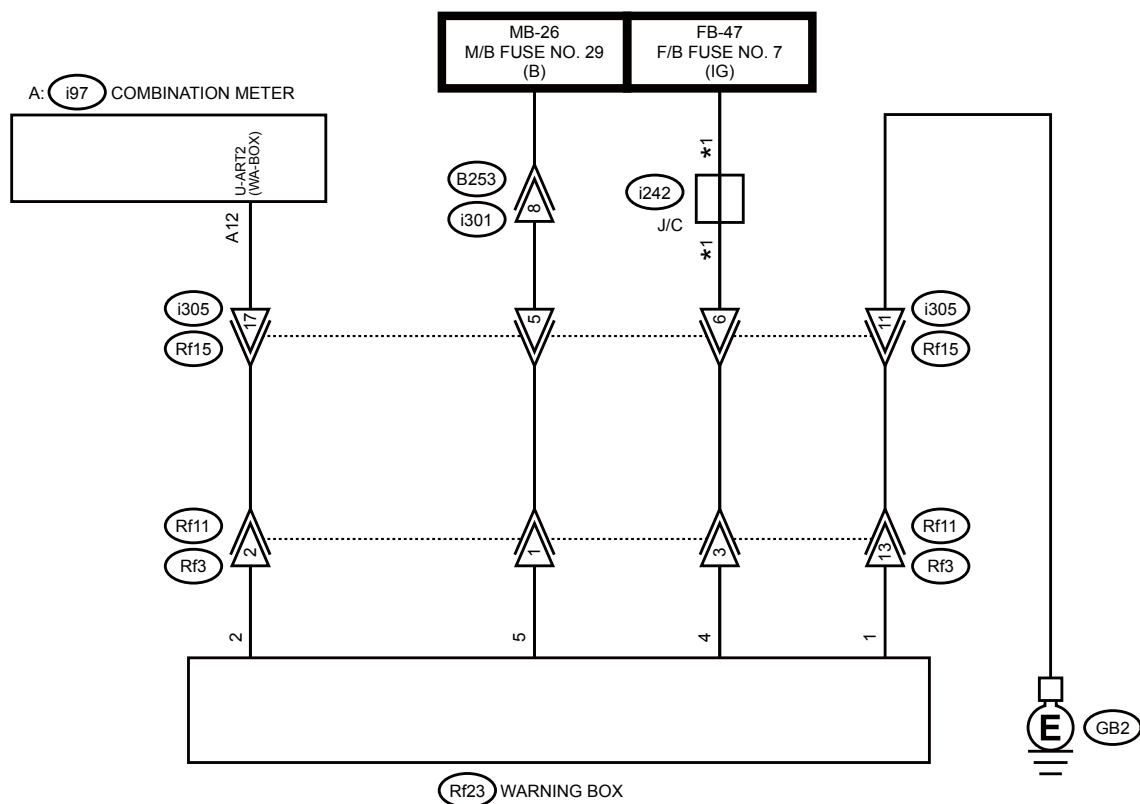 MB-26
M/B FUSE NO. 29
(B)
FB-47
F/B FUSE NO. 7
(IG)
A: i97 COMBINATION METER
U-ART2
(WA-BOX)
A12
B253
i301
8
*1
i242
J/C
*1
i305
Rf15
17
5
6
11
i305
Rf15
Rf11
Rf3
2
1
3
13
Rf11
Rf3
2
5
4
1
E
GB2
Rf23 WARNING BOX